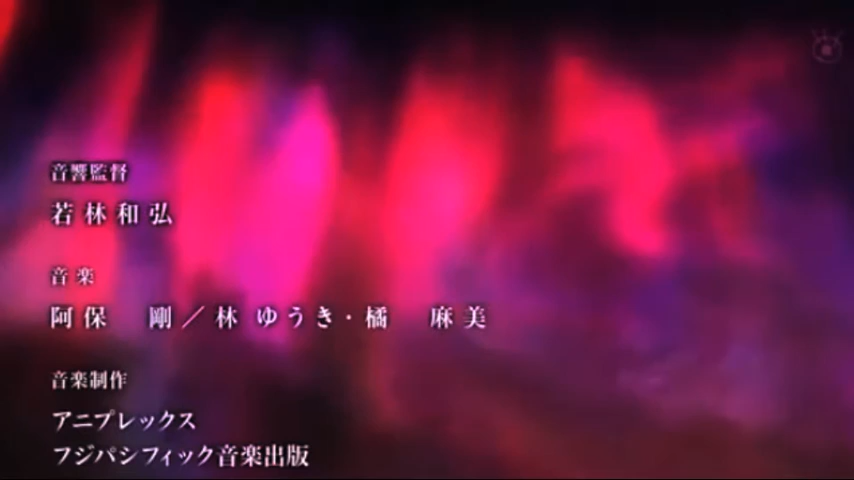 音響監督
若林和弘
音楽
阿保　剛／林 ゆうき・橘　麻美
音楽制作
アニプレックス
フジパシフィック音楽出版